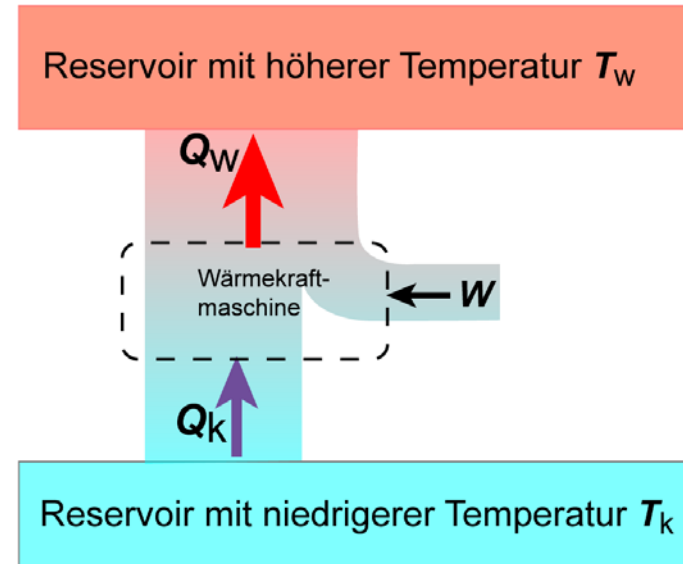 Reservoir mit höherer Temperatur Tw
Qw
Wärmekraft-
maschine
W
Qk
Reservoir mit niedrigerer Temperatur Tk